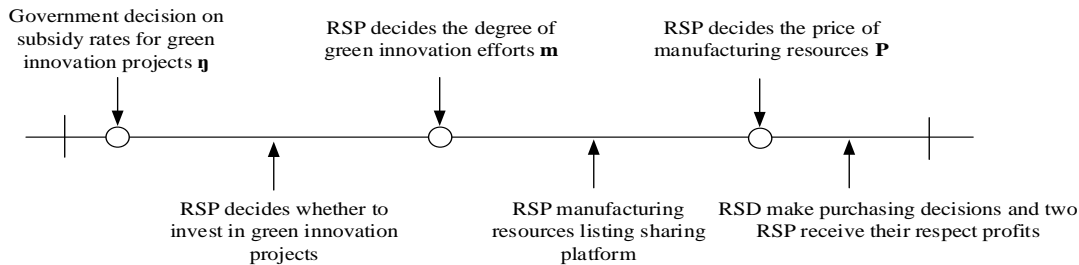 Government decision on
subsidy rates for green
innovation projects ŋ
RSP decides the degree of
green innovation efforts m
RSP decides the price of
manufacturing resources P
RSP decides whether to
invest in green innovation
projects
RSP manufacturing
resources listing sharing
platform
RSD make purchasing decisions and two
RSP receive their respect profits